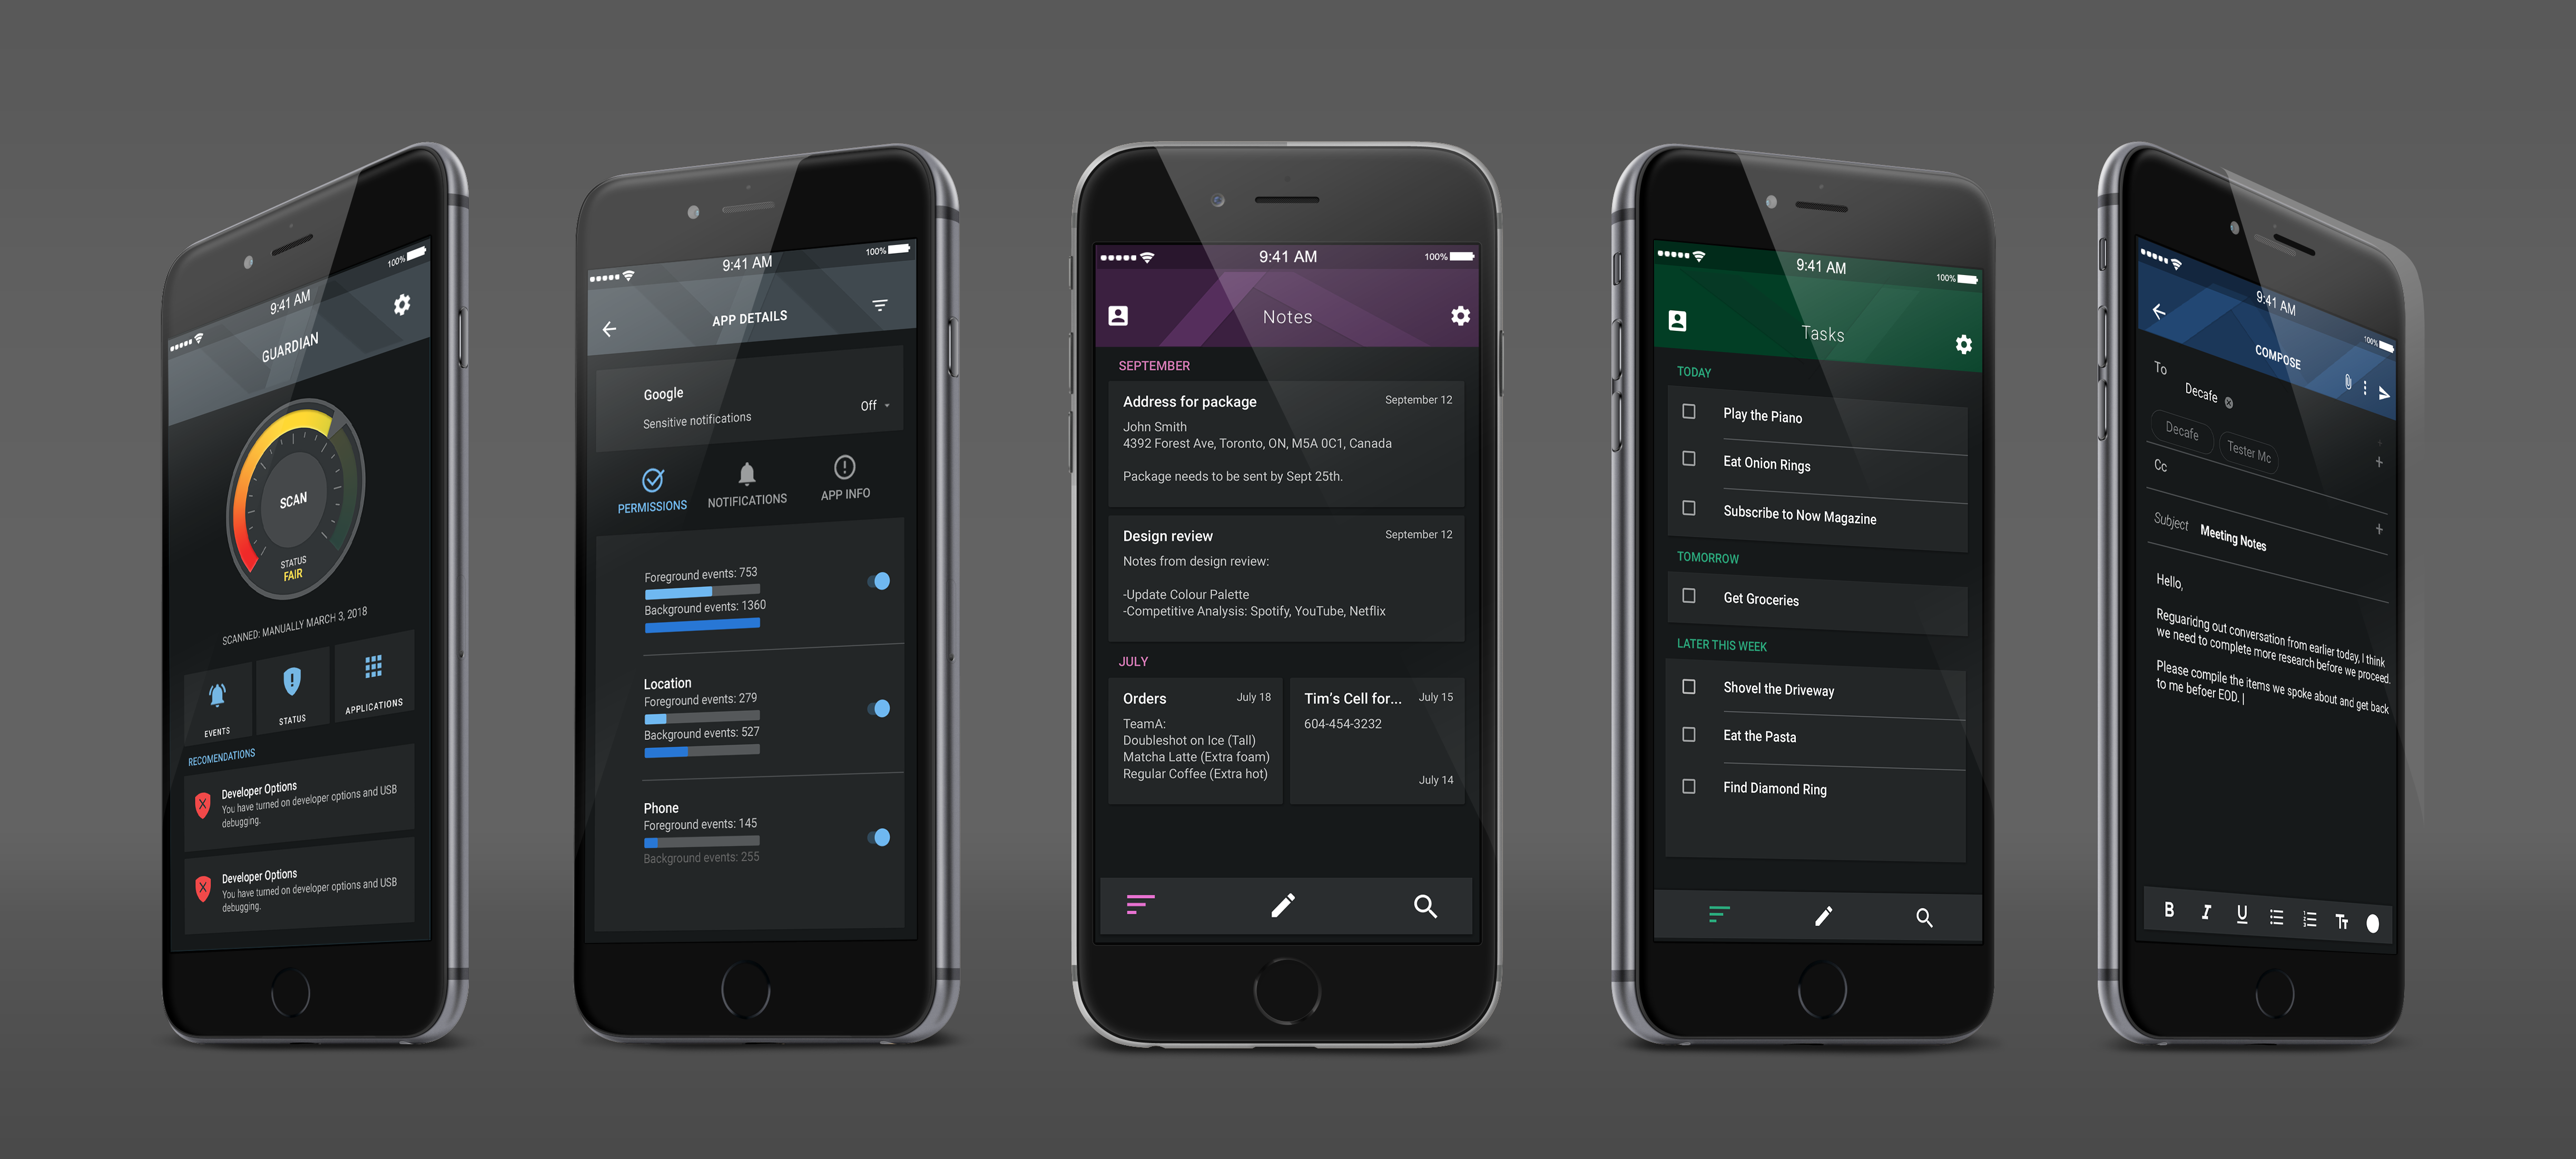 9:41 AM
100%
GUARDIAN
SCAN
STATUS
FAIR
SCANNED: MANUALLY MARCH 3, 2018
EVENTS
STATUS
APPLICATIONS
RECOMENDATIONS
Developer Options
You have turned on developer options and USB
debugging.
Developer Options
You have turned on developer options and USB
debugging.
9:41 AM
100%
APP DETAILS
Google
Sensitive notifications
Off
PERMISSIONS
NOTIFICATIONS
APP INFO
Foreground events: 753
Background events: 1360
Location
Foreground events: 279
Background events: 527
Phone
Foreground events: 145
Background events: 255
9:41 AM
100%
Notes
SEPTEMBER
Address for package
September 12
John Smith
4392 Forest Ave, Toronto, ON, M5A 0C1, Canada
Package needs to be sent by Sept 25th.
Design review
September 12
Notes from design review:
-Update Colour Palette
-Competitive Analysis: Spotify, YouTube, Netflix
JULY
Orders
July 18
TeamA:
Doubleshot on Ice (Tall)
Matcha Latte (Extra foam)
Regular Coffee (Extra hot)
Tim's Cell for...
July 15
604-454-3232
July 14
9:41 AM
100%
Tasks
TODAY
Play the Piano
Eat Onion Rings
Subscribe to Now Magazine
TOMORROW
Get Groceries
LATER THIS WEEK
Shovel the Driveway
Eat the Pasta
Find Diamond Ring
9:41 AM
100%
COMPOSE
To
Decafe
Decafe
Tester Mc
Cc
Subject Meeting Notes
Hello,
Reguaridng out conversation from earlier today, I think
we need to complete more research before we proceed.
Please compile the items we spoke about and get back
to me befoer EOD.
B I U Tт